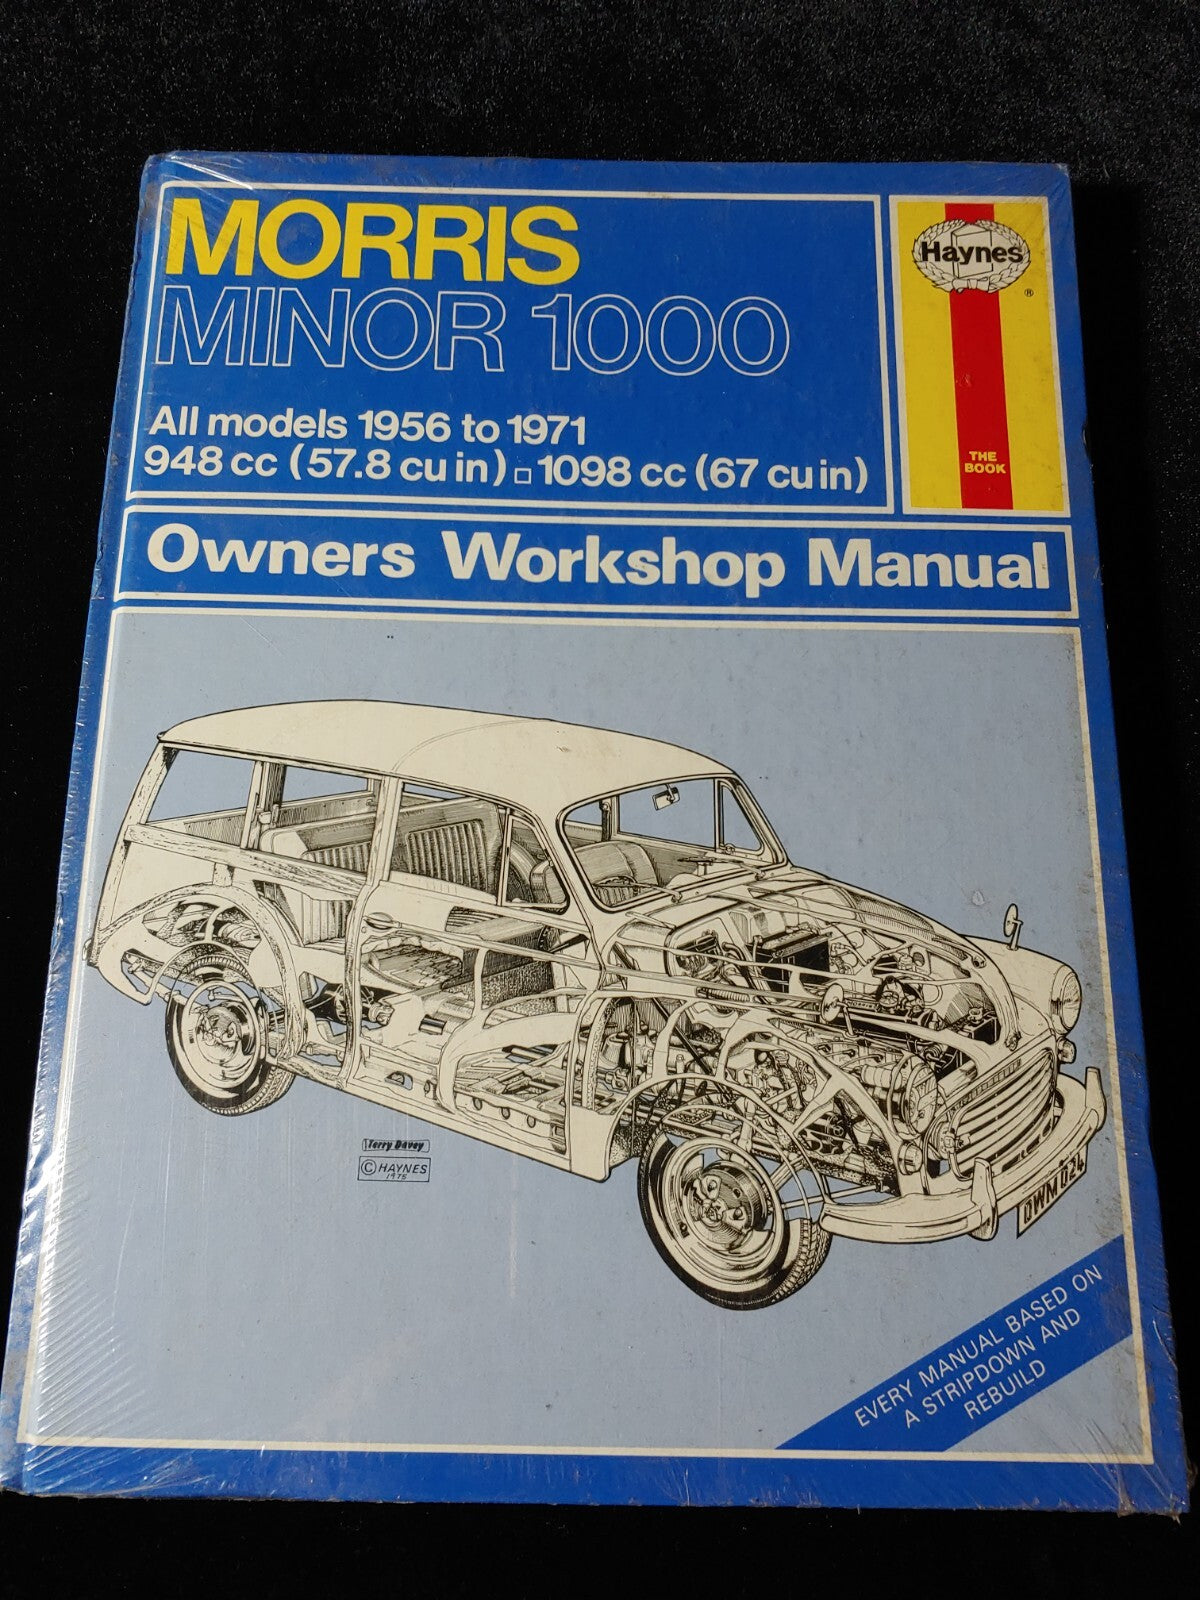 MORRIS
MINOR 1000
All models 1956 to 1971
948 cc (57.8 cu in) □ 1098 cc (67 cu in)
Haynes
®
THE
BOOK
Owners Workshop Manual
Terry Davey
© HAYNES
1975
OWM 024
EVERY MANUAL BASED ON
A STRIPDOWN AND
REBUILD